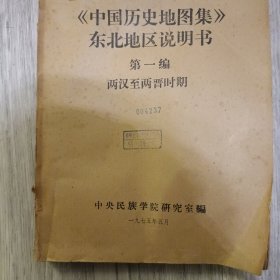 《中国历史地图集》
东北地区说明书
第一编
两汉至两晋时期
004237
中央民族学院研究室编
一九七五年五月